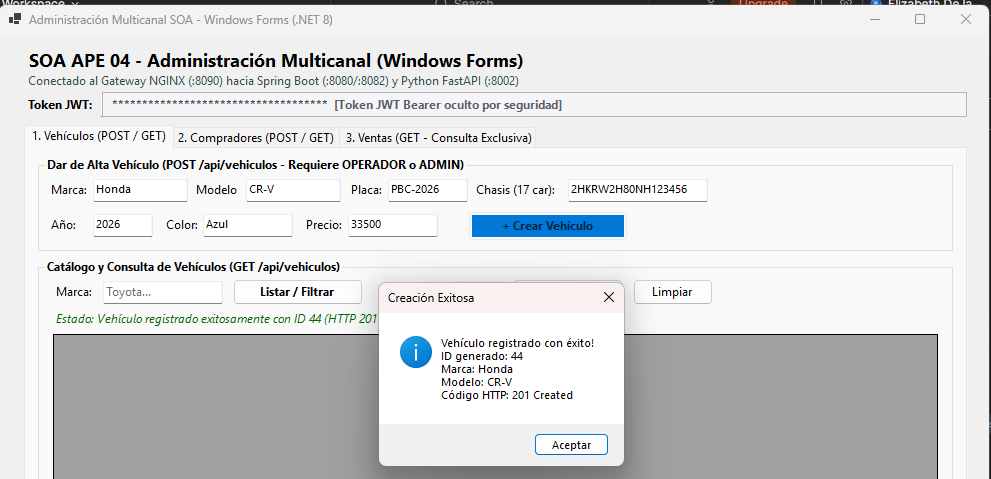 Workspace
Search
Upgrade
Elizabeth De la
Administración Multicanal SOA - Windows Forms (.NET 8)
SOA APE 04 - Administración Multicanal (Windows Forms)
Conectado al Gateway NGINX (:8090) hacia Spring Boot (:8080/:8082) y Python FastAPI (:8002)
Token JWT: ************************************ [Token JWT Bearer oculto por seguridad]
1. Vehículos (POST / GET) 2. Compradores (POST / GET) 3. Ventas (GET - Consulta Exclusiva)
Dar de Alta Vehículo (POST /api/vehiculos - Requiere OPERADOR o ADMIN)
Marca: Honda Modelo CR-V Placa: PBC-2026 Chasis (17 car): 2HKRW2H80NH123456
Año: 2026 Color: Azul Precio: 33500 + Crear Vehículo
Catálogo y Consulta de Vehículos (GET /api/vehiculos)
Marca: Toyota... Listar / Filtrar Limpiar
Estado: Vehículo registrado exitosamente con ID 44 (HTTP 201
Creación Exitosa
Vehículo registrado con éxito!
ID generado: 44
Marca: Honda
Modelo: CR-V
Código HTTP: 201 Created
Aceptar